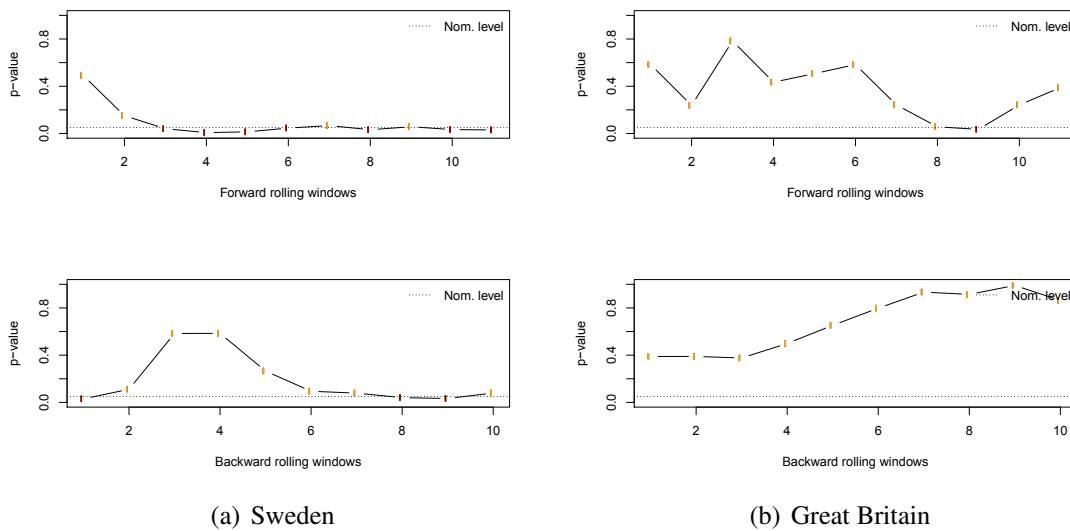 0.8
0.4
0.0
p−value
Nom. level
2 4 6 8 10
Forward rolling windows
0.8
0.4
0.0
p−value
Nom. level
2 4 6 8 10
Forward rolling windows
0.8
0.4
0.0
p−value
Nom. level
2 4 6 8 10
Backward rolling windows
0.8
0.4
0.0
p−value
Nom. level
2 4 6 8 10
Backward rolling windows
(a) Sweden
(b) Great Britain